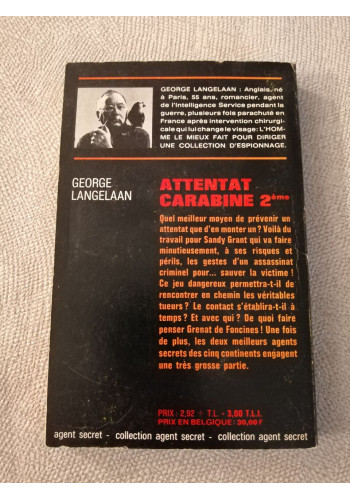 GEORGE LANGELAAN : Anglais, né
à Paris, 55 ans, romancier, agent
de l'Intelligence Service pendant la
guerre, plusieurs fois parachuté en
France après intervention chirurgi-
cale qui lui change le visage: L'HOM-
ME LE MIEUX FAIT POUR DIRIGER
UNE COLLECTION D'ESPIONNAGE.
GEORGE
LANGELAAN
ATTENTAT
CARABINE 2ème
Quel meilleur moyen de prévenir un
attentat que d'en monter un ? Voilà du
travail pour Sandy Grant qui va faire
minutieusement, à ses risques et
périls, les gestes d'un assassinat
criminel pour... sauver la victime !
Ce jeu dangereux permettra-t-il de
rencontrer en chemin les véritables
tueurs ? Le contact s'établira-t-il à
temps ? Et avec qui ? De quoi faire
penser Grenat de Foncines ! Une fois
de plus, les deux meilleurs agents
secrets des cinq continents engagent
une très grosse partie.
PRIX : 2,92 + T.L. - 3,00 T.L.I.
PRIX EN BELGIQUE: 30,00 F
agent secret - collection agent secret - collection agent secret